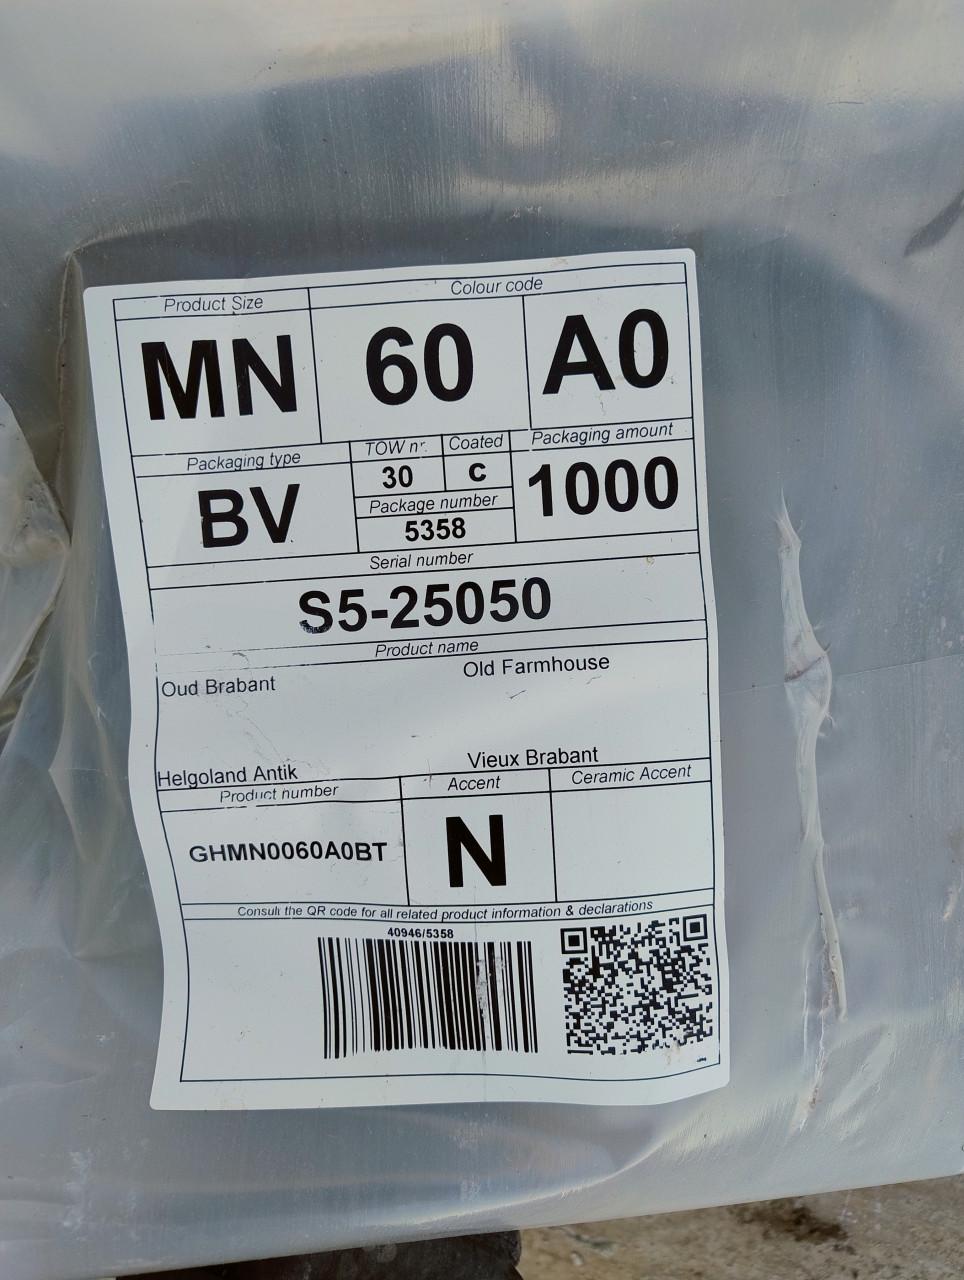 Product Size
Colour code
MN
60
A0
Packaging type
TOW nr.
Coated
Packaging amount
BV
30
C
1000
Package number
5358
Serial number
S5-25050
Product name
Oud Brabant
Old Farmhouse
Helgoland Antik
Vieux Brabant
Product number
Accent
Ceramic Accent
GHMN0060A0BT
N
Consult the QR code for all related product information & declarations
40946/5358